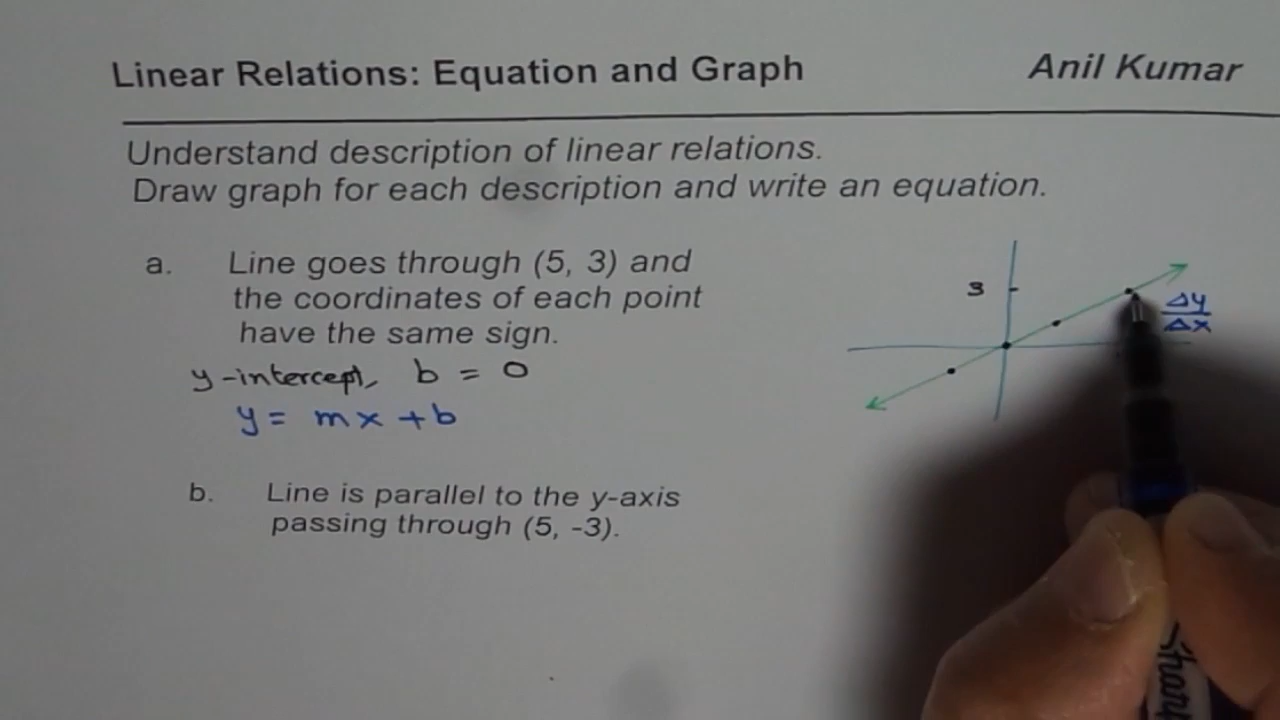 Linear Relations: Equation and Graph Anil Kumar
Understand description of linear relations.
Draw graph for each description and write an equation.
a. Line goes through (5, 3) and
the coordinates of each point
have the same sign.
y-intercept, b = 0
y = mx + b
3
Δy
Δx
b. Line is parallel to the y-axis
passing through (5, -3).